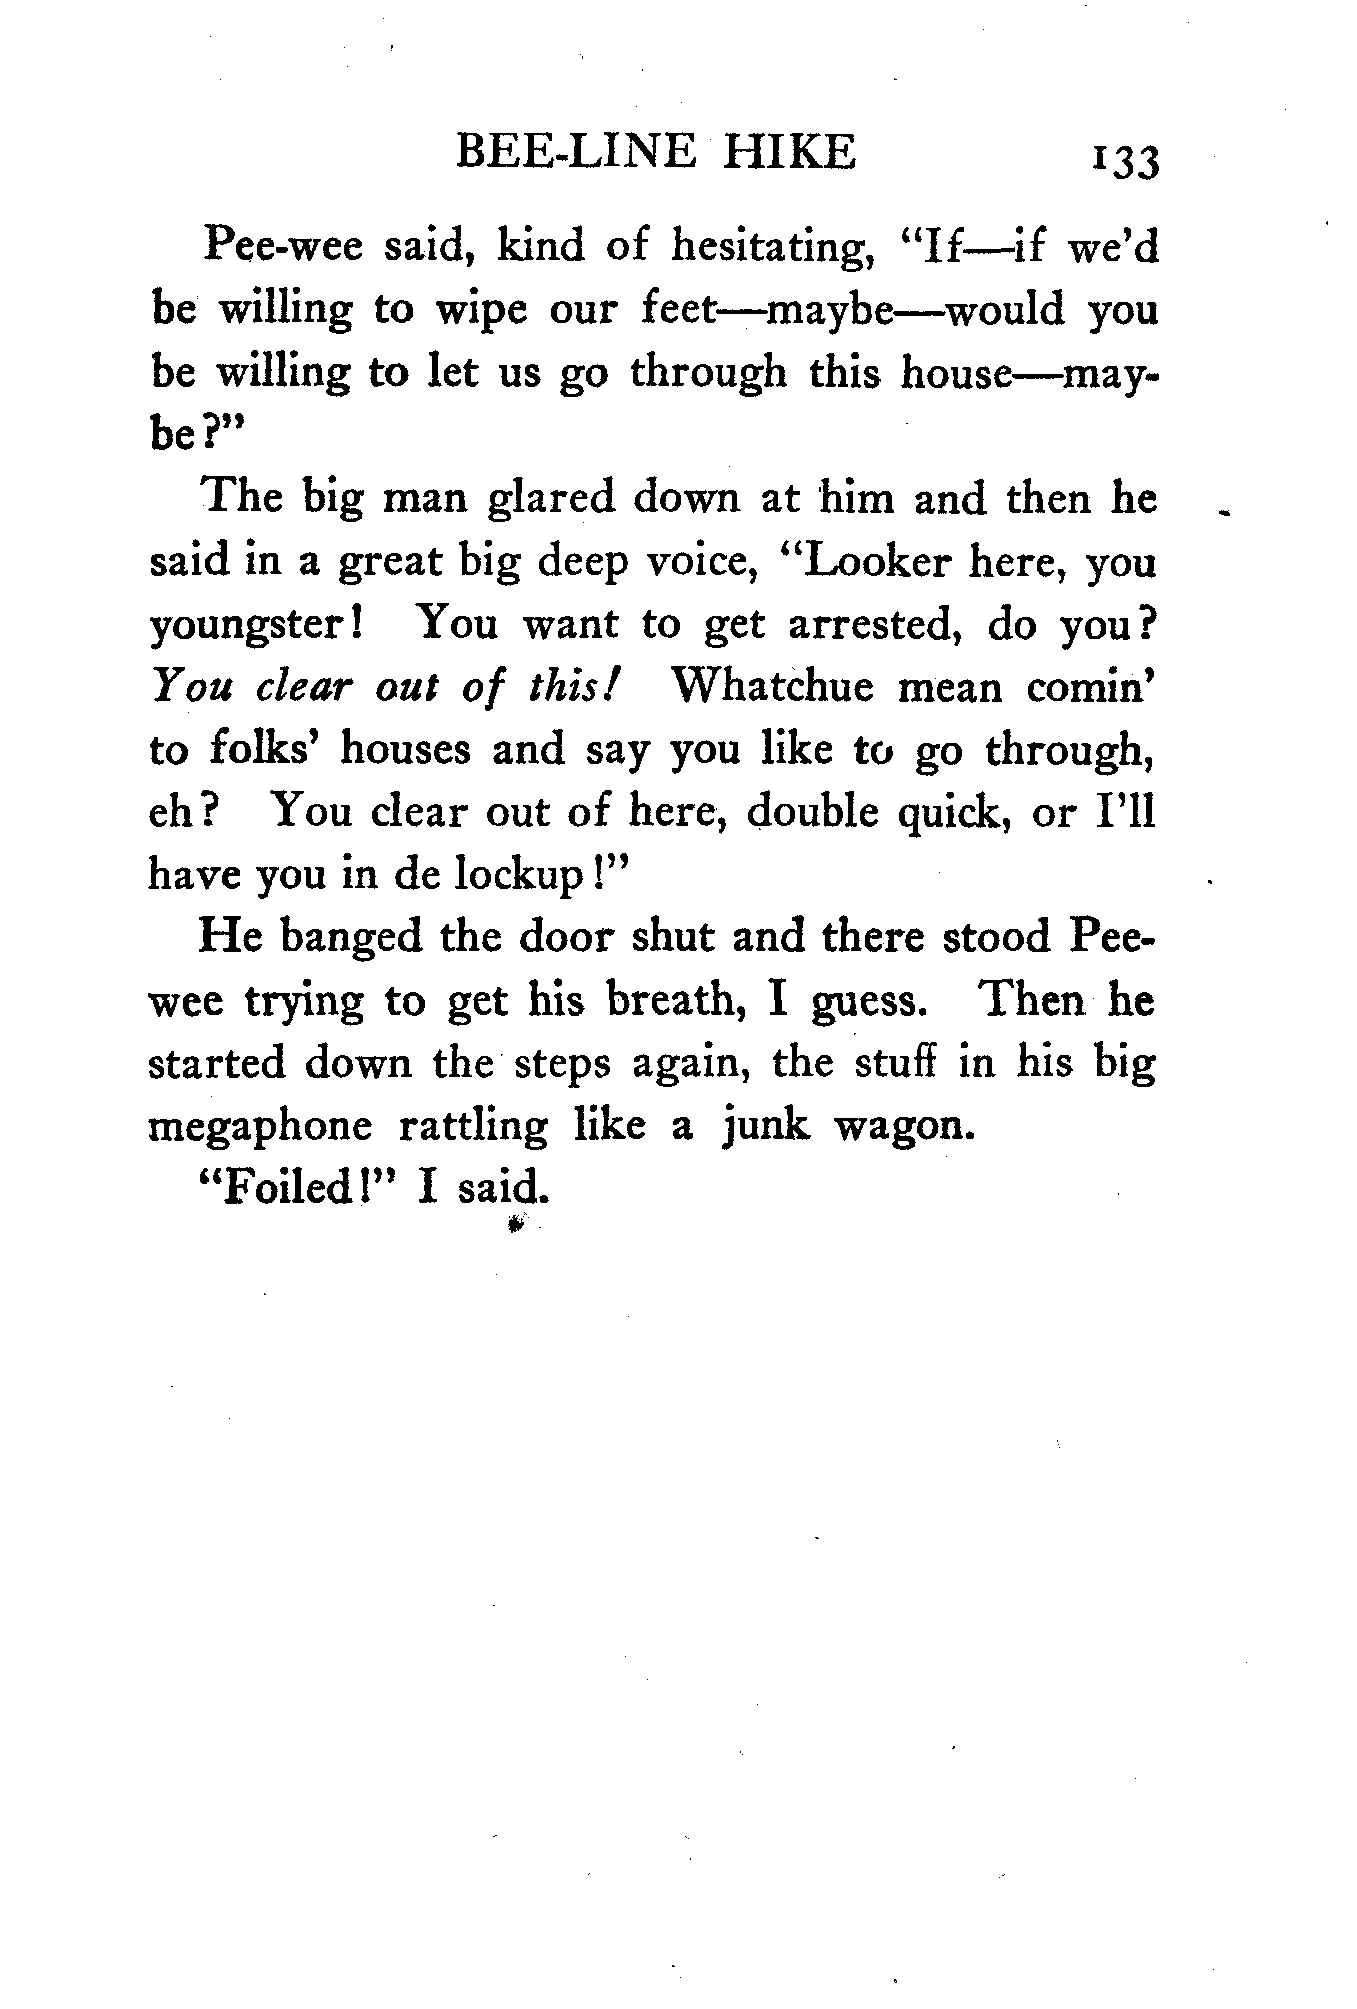 BEE-LINE HIKE 133
Pee-wee said, kind of hesitating, “If—if we’d
be willing to wipe our feet—maybe—would you
be willing to let us go through this house—may-
be?”
The big man glared down at him and then he
said in a great big deep voice, “Looker here, you
youngster! You want to get arrested, do you?
You clear out of this! Whatchue mean comin’
to folks’ houses and say you like to go through,
eh? You clear out of here, double quick, or I’ll
have you in de lockup!”
He banged the door shut and there stood Pee-
wee trying to get his breath, I guess. Then he
started down the steps again, the stuff in his big
megaphone rattling like a junk wagon.
“Foiled!” I said.